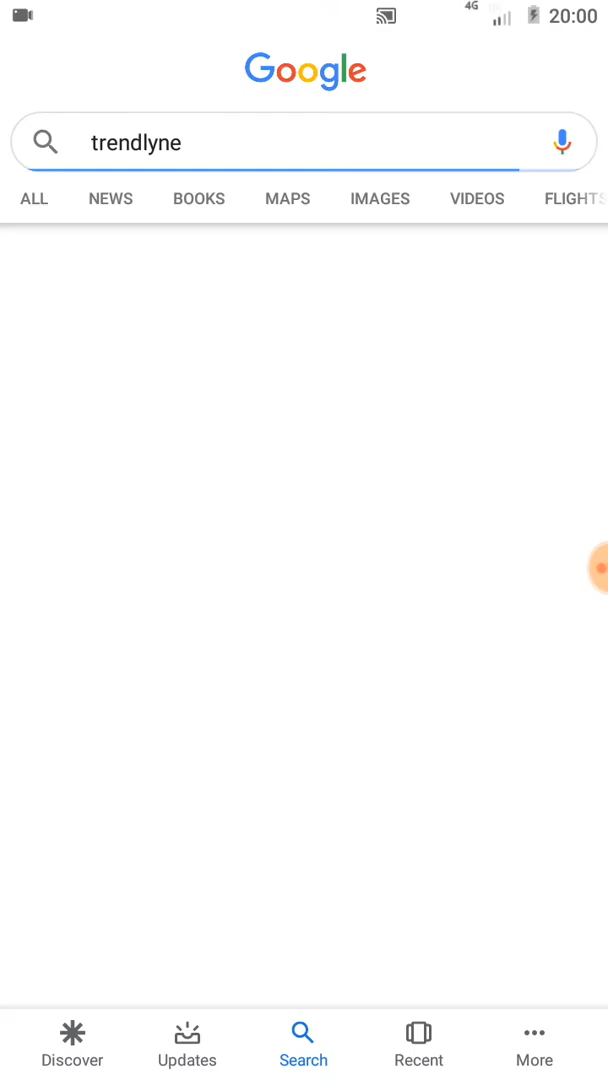 4G 20:00
Google
trendlyne
ALL NEWS BOOKS MAPS IMAGES VIDEOS FLIGHTS
Discover Updates Search Recent More